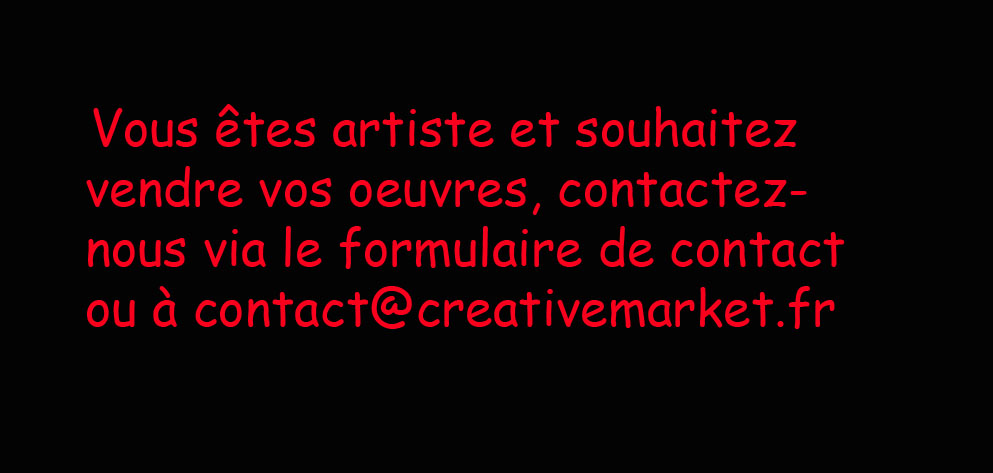 Vous êtes artiste et souhaitez
vendre vos oeuvres, contactez-
nous via le formulaire de contact
ou à contact@creativemarket.fr